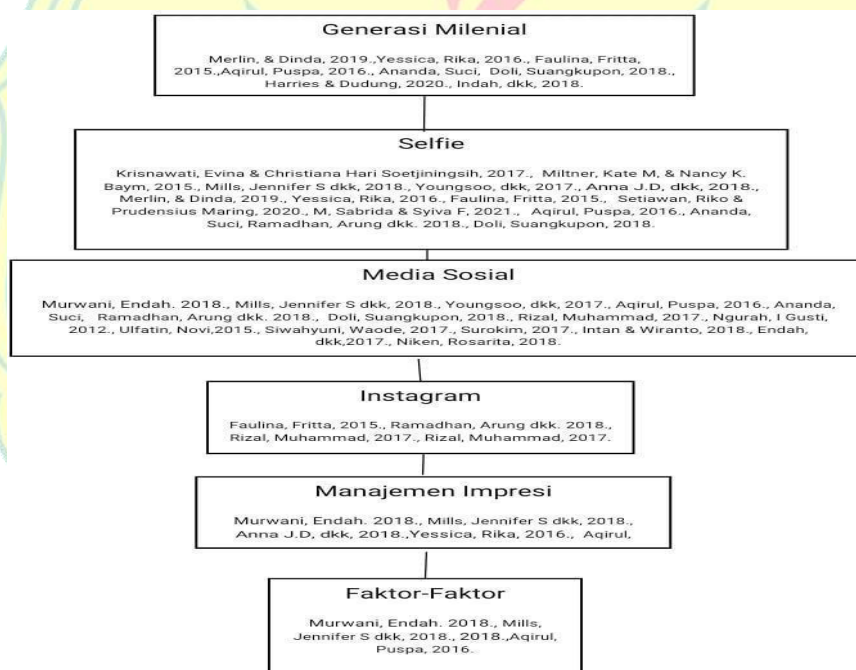 Generasi Milenial
Merlin, & Dinda, 2019.,Yessica, Rika, 2016., Faulina, Fritta,
2015.,Aqirul, Puspa, 2016., Ananda, Suci, Doli, Suangkupon, 2018.,
Harries & Dudung, 2020., Indah, dkk, 2018.
Selfie
Krisnawati, Evina & Christiana Hari Soetjiningsih, 2017., Miltner, Kate M, & Nancy K.
Baym, 2015., Mills, Jennifer S dkk, 2018., Youngsoo, dkk, 2017., Anna J.D, dkk, 2018.,
Merlin, & Dinda, 2019., Yessica, Rika, 2016., Faulina, Fritta, 2015., Setiawan, Riko &
Prudensius Maring, 2020., M, Sabrida & Syiva F, 2021., Aqirul, Puspa, 2016., Ananda,
Suci, Ramadhan, Arung dkk. 2018., Doli, Suangkupon, 2018.
Media Sosial
Murwani, Endah. 2018., Mills, Jennifer S dkk, 2018., Youngsoo, dkk, 2017., Aqirul, Puspa, 2016., Ananda,
Suci, Ramadhan, Arung dkk. 2018., Doli, Suangkupon, 2018., Rizal, Muhammad, 2017., Ngurah, I Gusti,
2012., Ulfatin, Novi,2015., Siwahyuni, Waode, 2017., Surokim, 2017., Intan & Wiranto, 2018., Endah,
dkk,2017., Niken, Rosarita, 2018.
Instagram
Faulina, Fritta, 2015., Ramadhan, Arung dkk. 2018.,
Rizal, Muhammad, 2017., Rizal, Muhammad, 2017.
Manajemen Impresi
Murwani, Endah. 2018., Mills, Jennifer S dkk, 2018.,
Anna J.D, dkk, 2018.,Yessica, Rika, 2016., Aqirul,
Faktor-Faktor
Murwani, Endah. 2018., Mills,
Jennifer S dkk, 2018., 2018.,Aqirul,
Puspa, 2016.